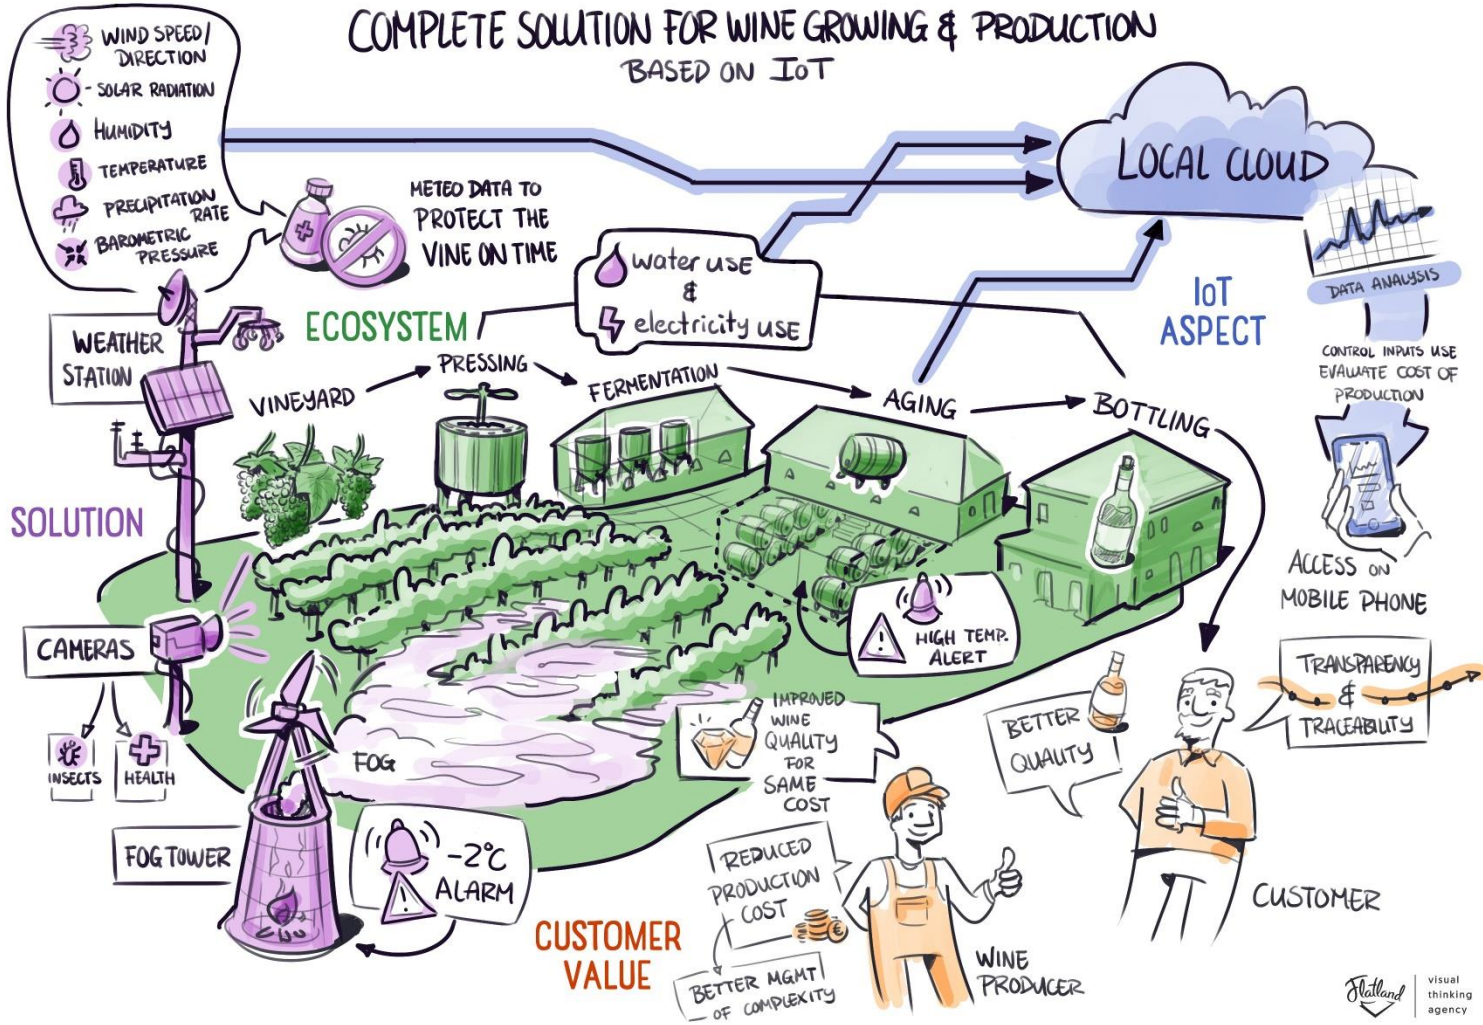 COMPLETE SOLUTION FOR WINE GROWING & PRODUCTION
BASED ON IoT
WIND SPEED/
DIRECTION
- SOLAR RADIATION
HUMIDITY
TEMPERATURE
PRECIPITATION
RATE
BAROMETRIC
PRESSURE
METEO DATA TO
PROTECT THE
VINE ON TIME
LOCAL CLOUD
water use
&
electricity use
IoT
ASPECT
DATA ANALYSIS
CONTROL INPUTS USE
EVALUATE COST OF
PRODUCTION
ACCESS ON
MOBILE PHONE
WEATHER
STATION
ECOSYSTEM
VINEYARD
PRESSING
FERMENTATION
AGING
BOTTLING
SOLUTION
CAMERAS
INSECTS
HEALTH
FOG
FOG TOWER
-2°C
ALARM
HIGH TEMP.
ALERT
IMPROVED
WINE
QUALITY
FOR
SAME
COST
BETTER
QUALITY
TRANSPARENCY
&
TRACEABILITY
REDUCED
PRODUCTION
COST
BETTER MGMT
OF COMPLEXITY
CUSTOMER
VALUE
WINE
PRODUCER
CUSTOMER
Flatland
visual
thinking
agency